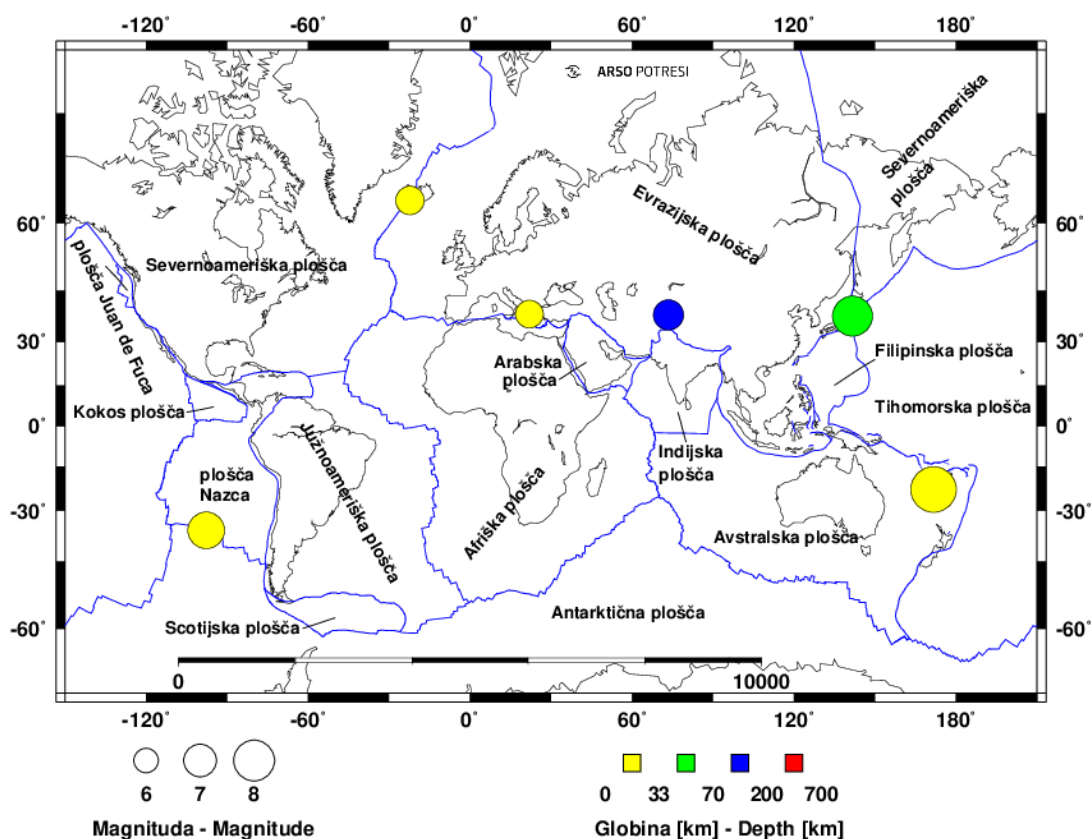 -120° -60° 0° 60° 120° 180°
ARSO POTRESI
Severnoameriška
plošča
60° 60°
Evrazijska plošča
Severnoameriška plošča
plošča Juan de Fuca
30° 30°
Arabska
plošča
Filipinska plošča
Kokos plošča
Tihomorska plošča
0° 0°
Južnoameriška plošča
Indijska
plošča
plošča
Nazca
Afriška plošča
-30° -30°
Avstralska plošča
Antarktična plošča
Scotijska plošča
-60° -60°
0 10000
-120° -60° 0° 60° 120° 180°
6 7 8
0 33 70 200 700
Magnituda - Magnitude
Globina [km] - Depth [km]